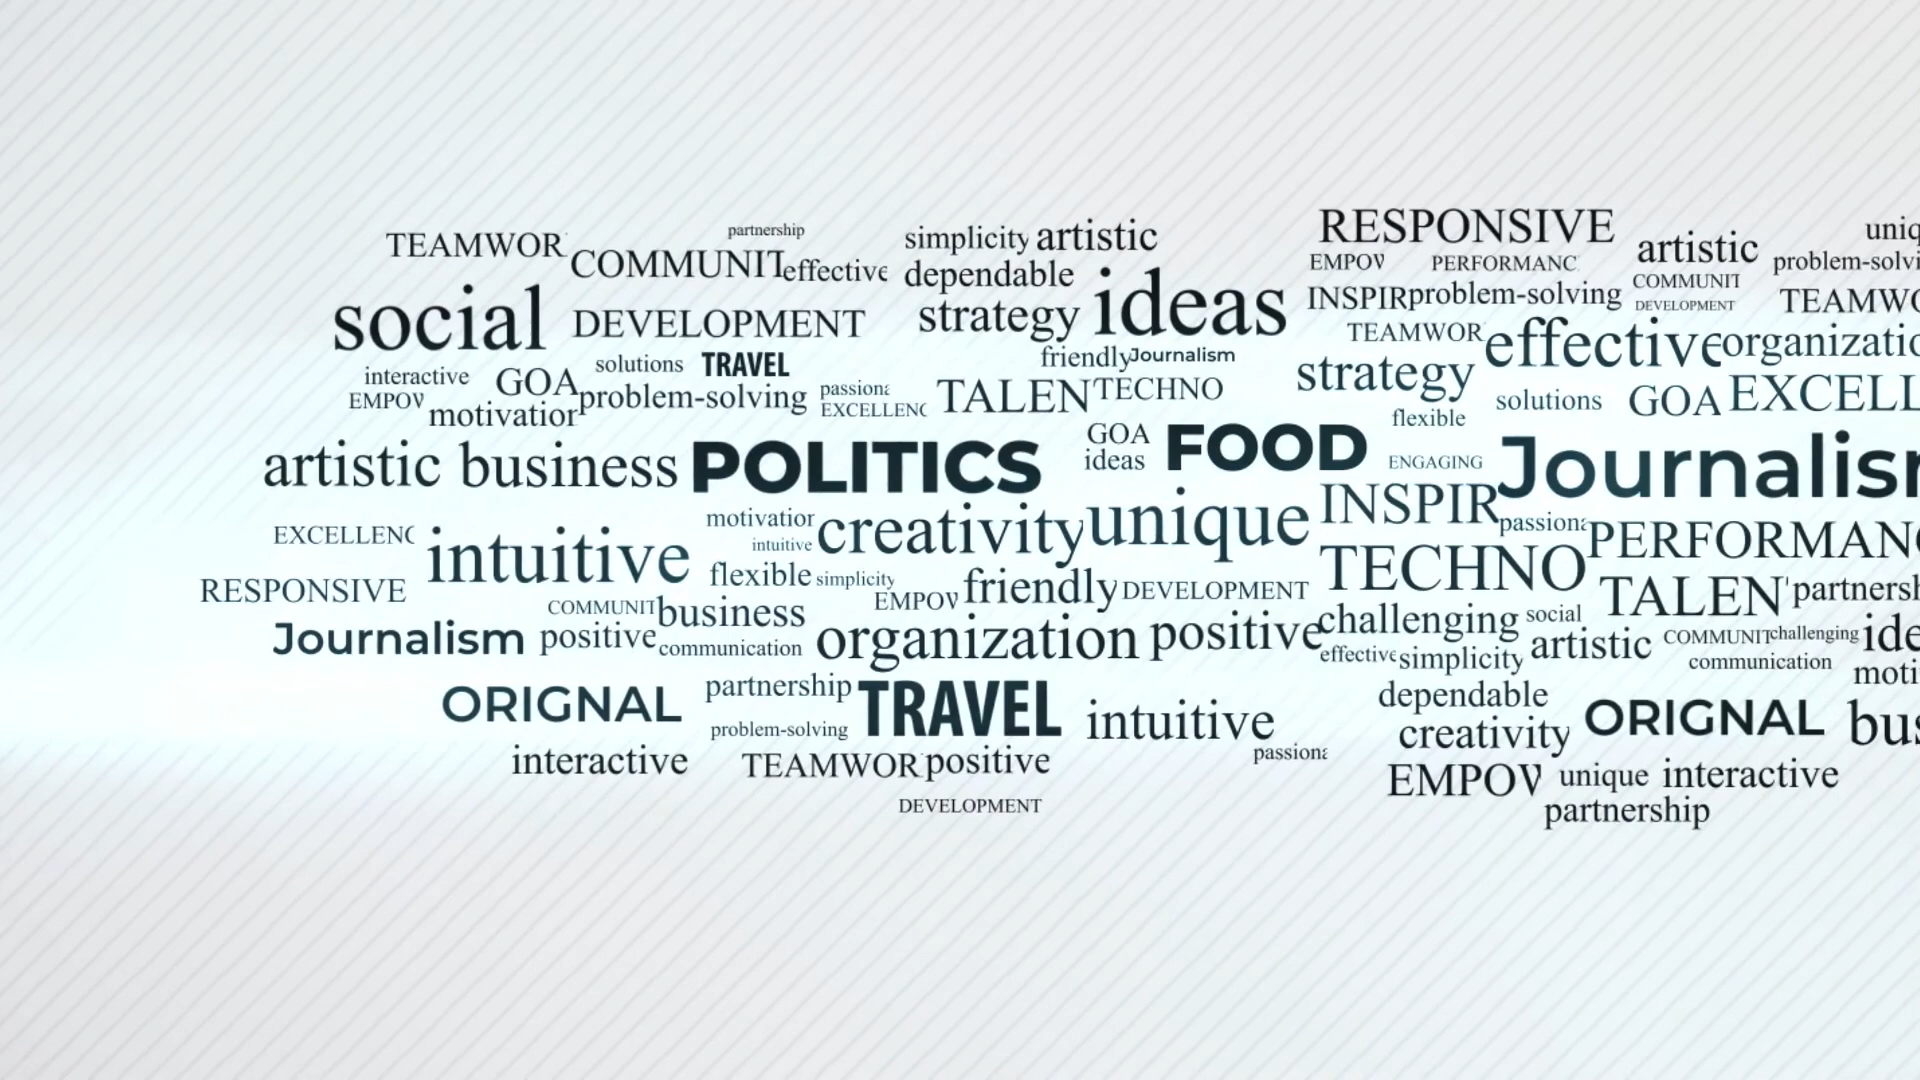 RESPONSIVE
partnership
simplicity artistic
uniq
TEAMWOR
COMMUNIT
effective
dependable
artistic
EMPOV
PERFORMANC
problem-solvi
social
DEVELOPMENT
strategy
ideas
INSPIR
problem-solving
COMMUNIT
DEVELOPMENT
TEAMWO
TEAMWOR
effective
organizatio
interactive
GOA
solutions
TRAVEL
friendly
Journalism
strategy
EMPOV
motivation
problem-solving
passiona
EXCELLENC
TALEN
TECHNO
flexible
solutions
GOA
EXCELL
artistic business POLITICS
GOA
ideas
FOOD
ENGAGING
Journalism
EXCELLENC
intuitive
motivation
intuitive
creativity
unique
INSPIR
passiona
PERFORMANC
RESPONSIVE
flexible
simplicity
EMPOV
friendly
DEVELOPMENT
TECHNO
TALEN
partnersh
COMMUNIT
business
challenging
social
Journalism
positive
communication
organization
positive
effective
simplicity
artistic
COMMUNIT
challenging
communication
ide
moti
ORIGNAL
partnership
problem-solving
TRAVEL
intuitive
dependable
creativity
ORIGNAL
bus
interactive
TEAMWOR
positive
passiona
EMPOV
unique
interactive
DEVELOPMENT
partnership